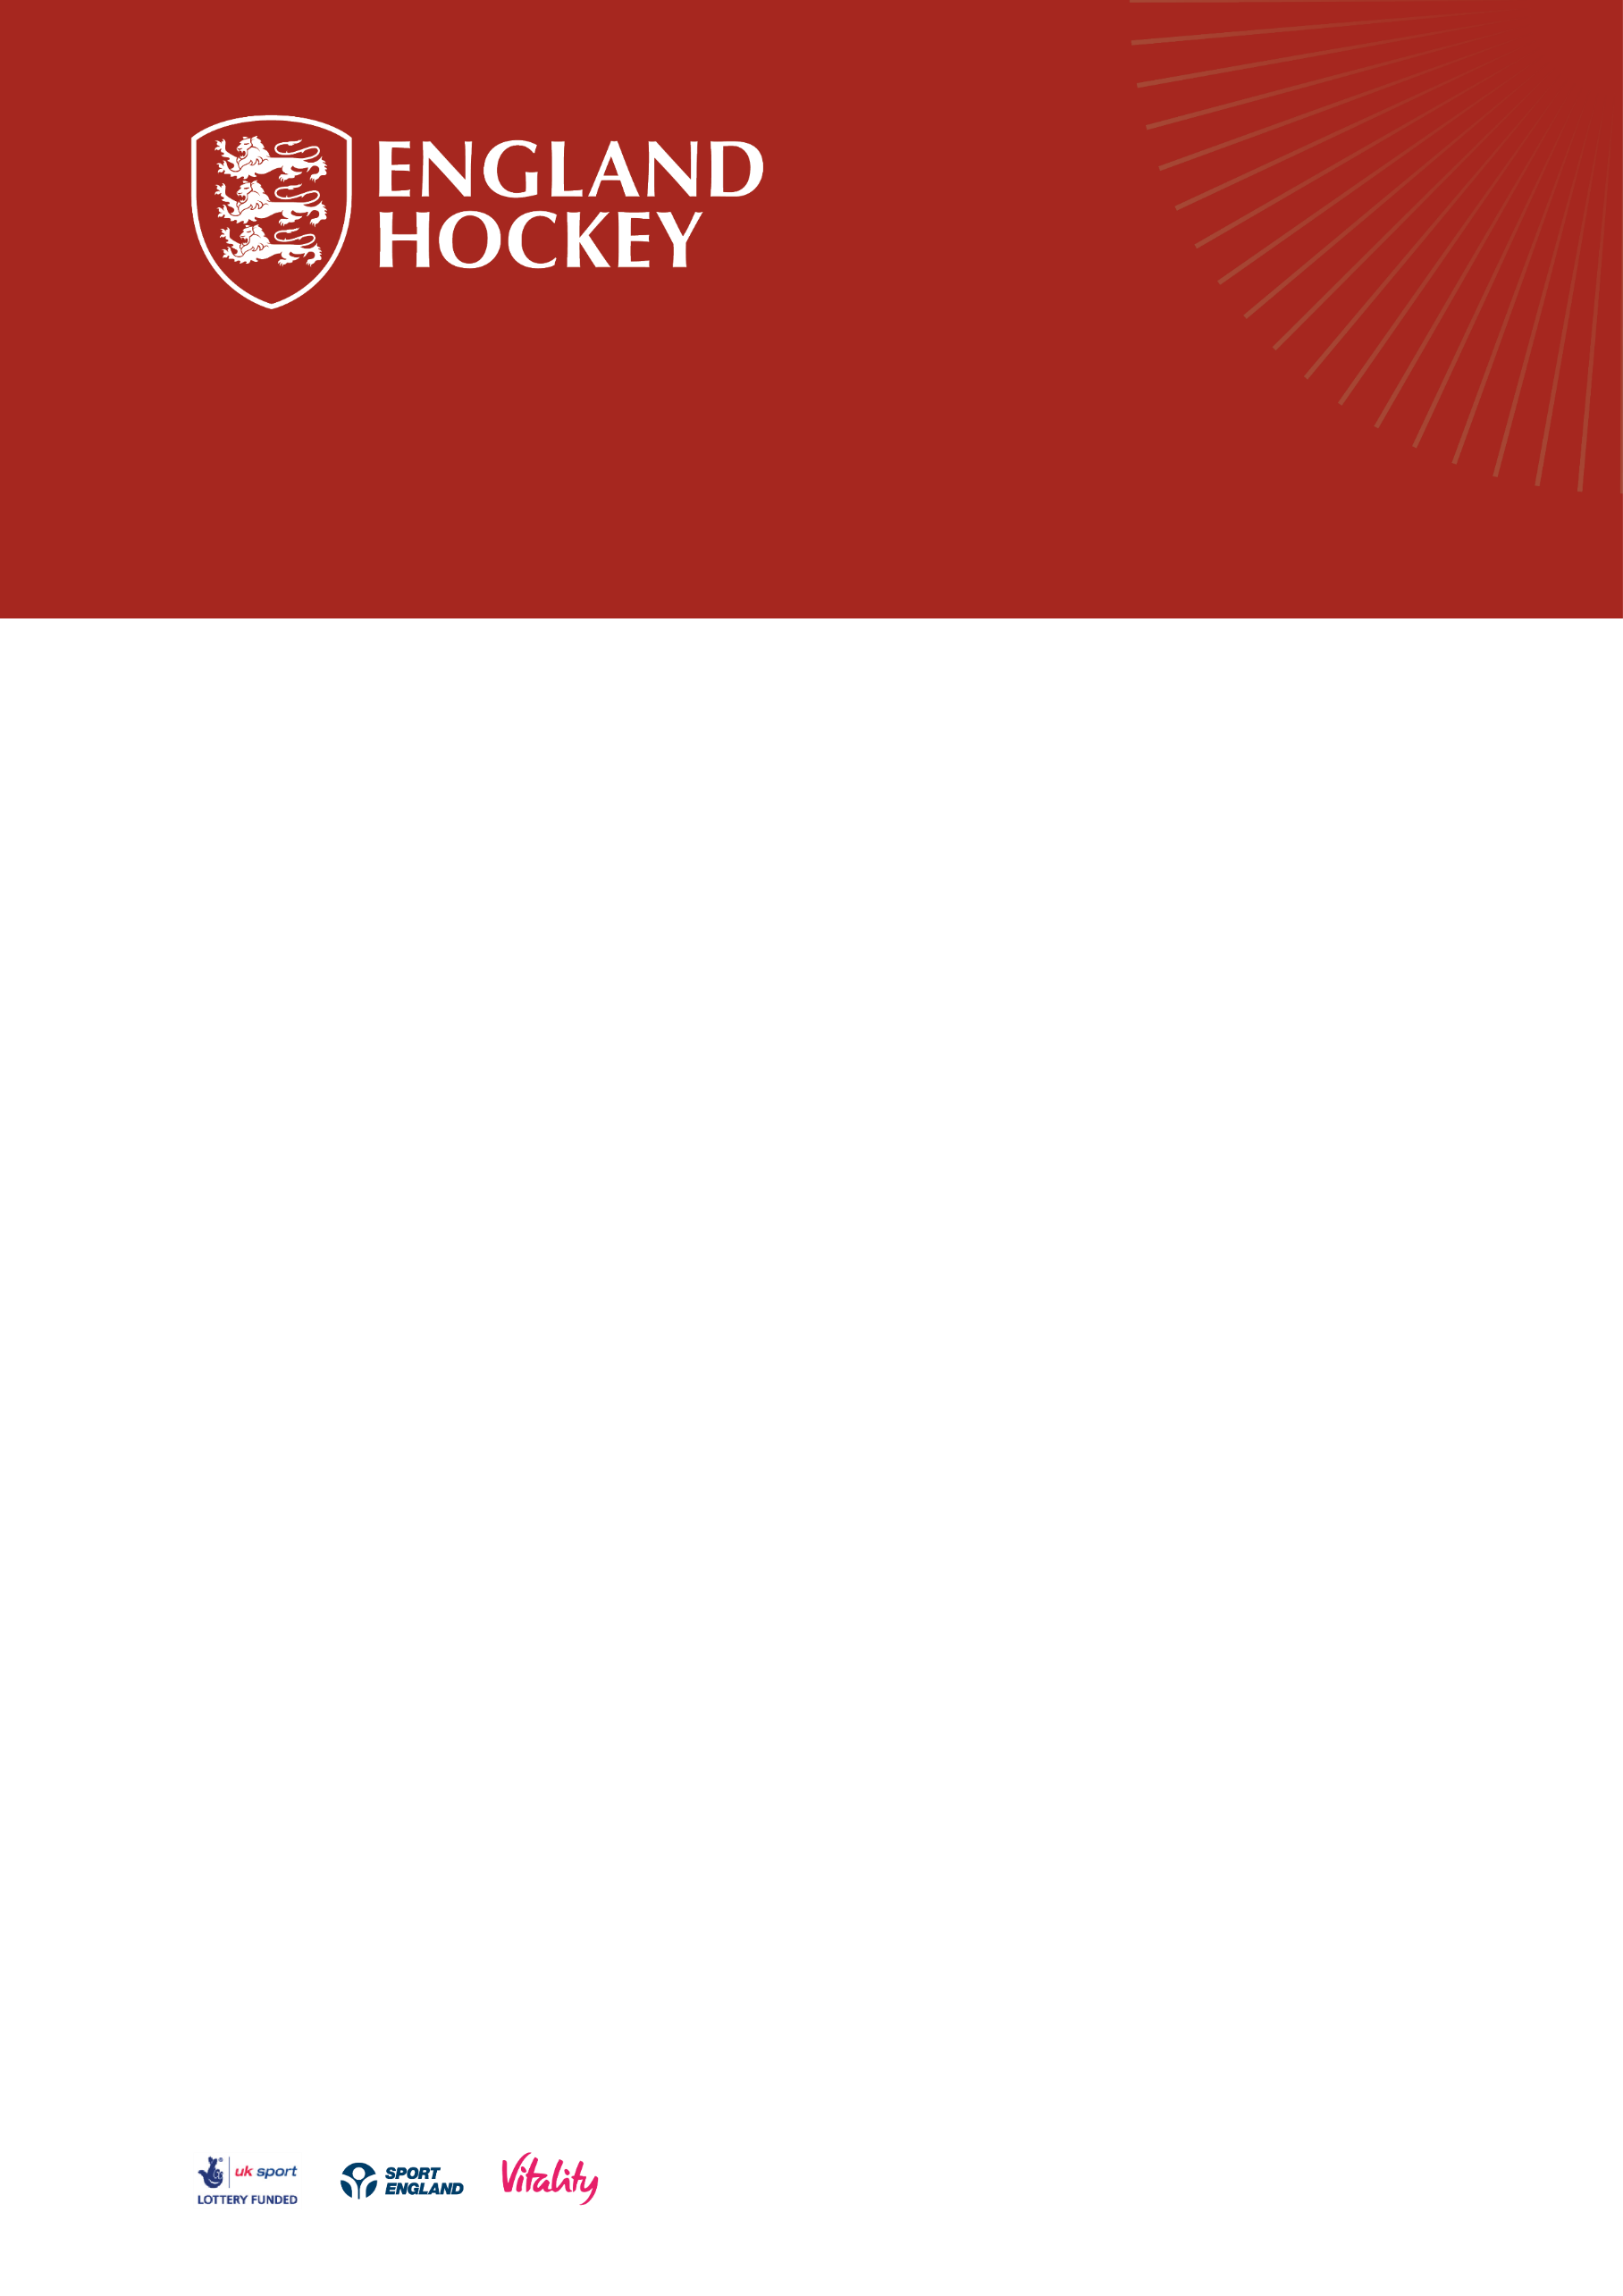 ENGLAND
HOCKEY
uk sport
LOTTERY FUNDED
SPORT
ENGLAND
Vitality